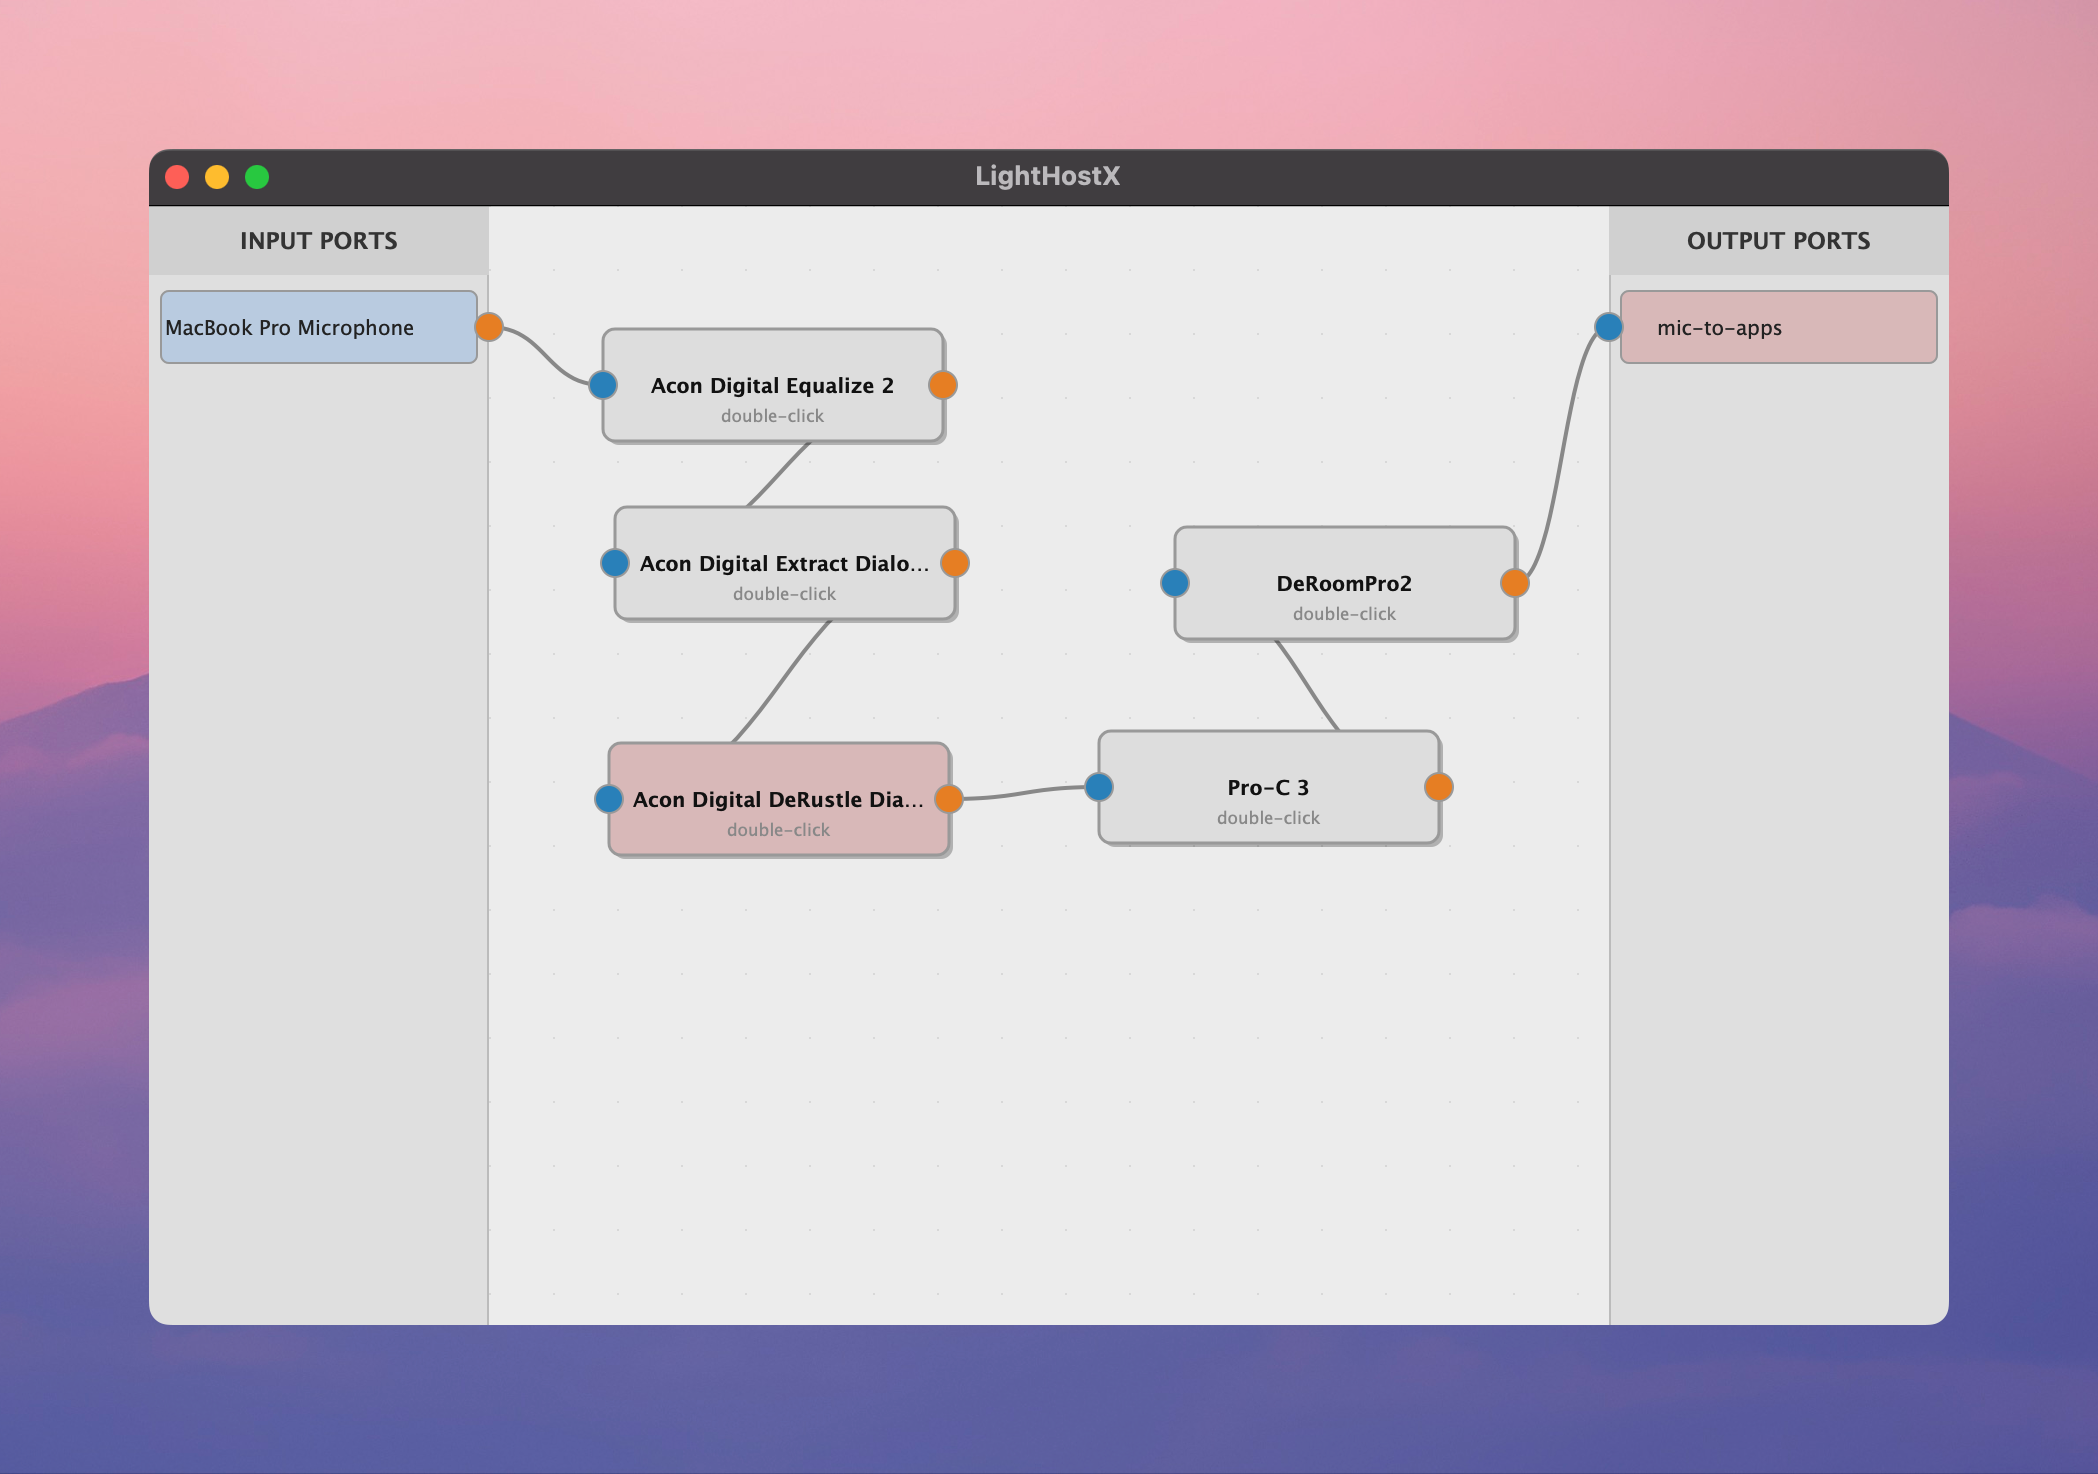 LightHostX
INPUT PORTS
OUTPUT PORTS
MacBook Pro Microphone
mic-to-apps
Acon Digital Equalize 2
double-click
Acon Digital Extract Dialo...
double-click
DeRoomPro2
double-click
Acon Digital DeRustle Dia...
double-click
Pro-C 3
double-click